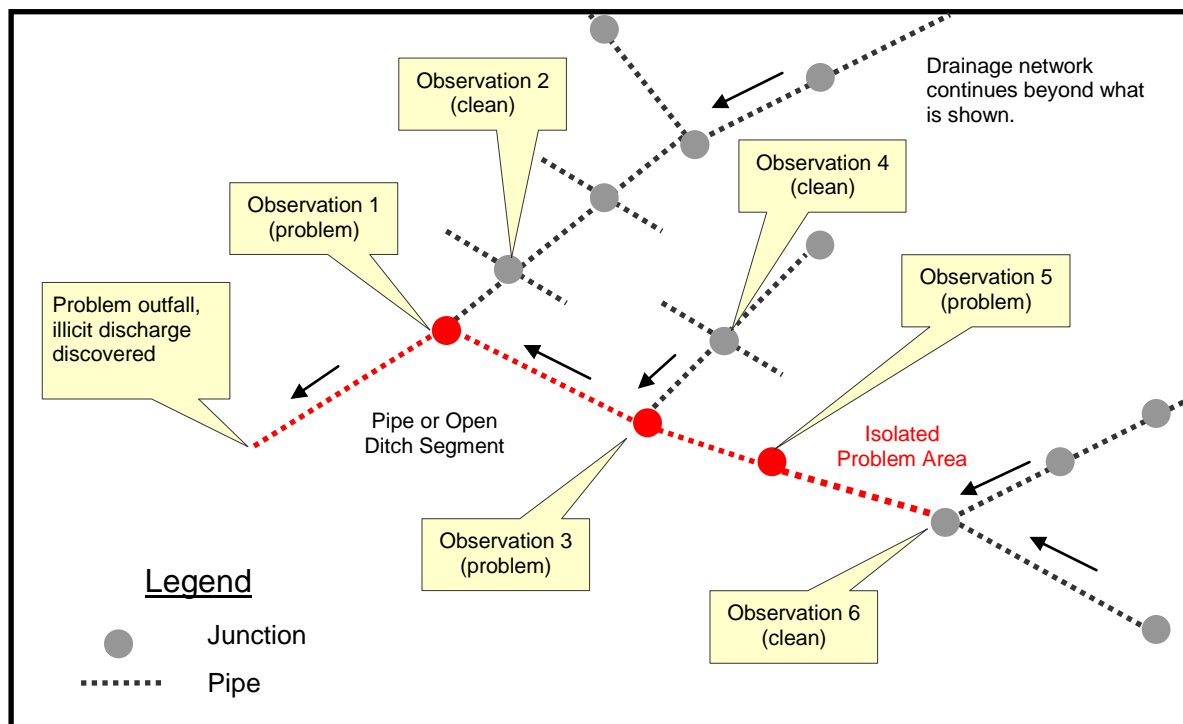 Observation 2
(clean)
Drainage network
continues beyond what
is shown.
Observation 4
(clean)
Observation 1
(problem)
Observation 5
(problem)
Problem outfall,
illicit discharge
discovered
Pipe or Open
Ditch Segment
Isolated
Problem Area
Observation 3
(problem)
Observation 6
(clean)
Legend
Junction
Pipe